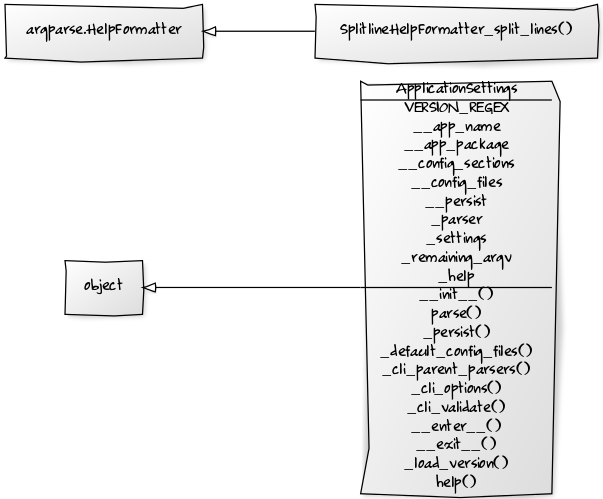 argparse.HelpFormatter
SplitlineHelpFormatter_split_lines()
ApplicationSettings
VERSION_REGEX
__app_name
__app_package
__config_sections
__config_files
__persist
_parser
_settings
_remaining_argv
_help
object
__init__()
parse()
_persist()
_default_config_files()
_cli_parent_parsers()
_cli_options()
_cli_validate()
__enter__()
__exit__()
_load_version()
help()